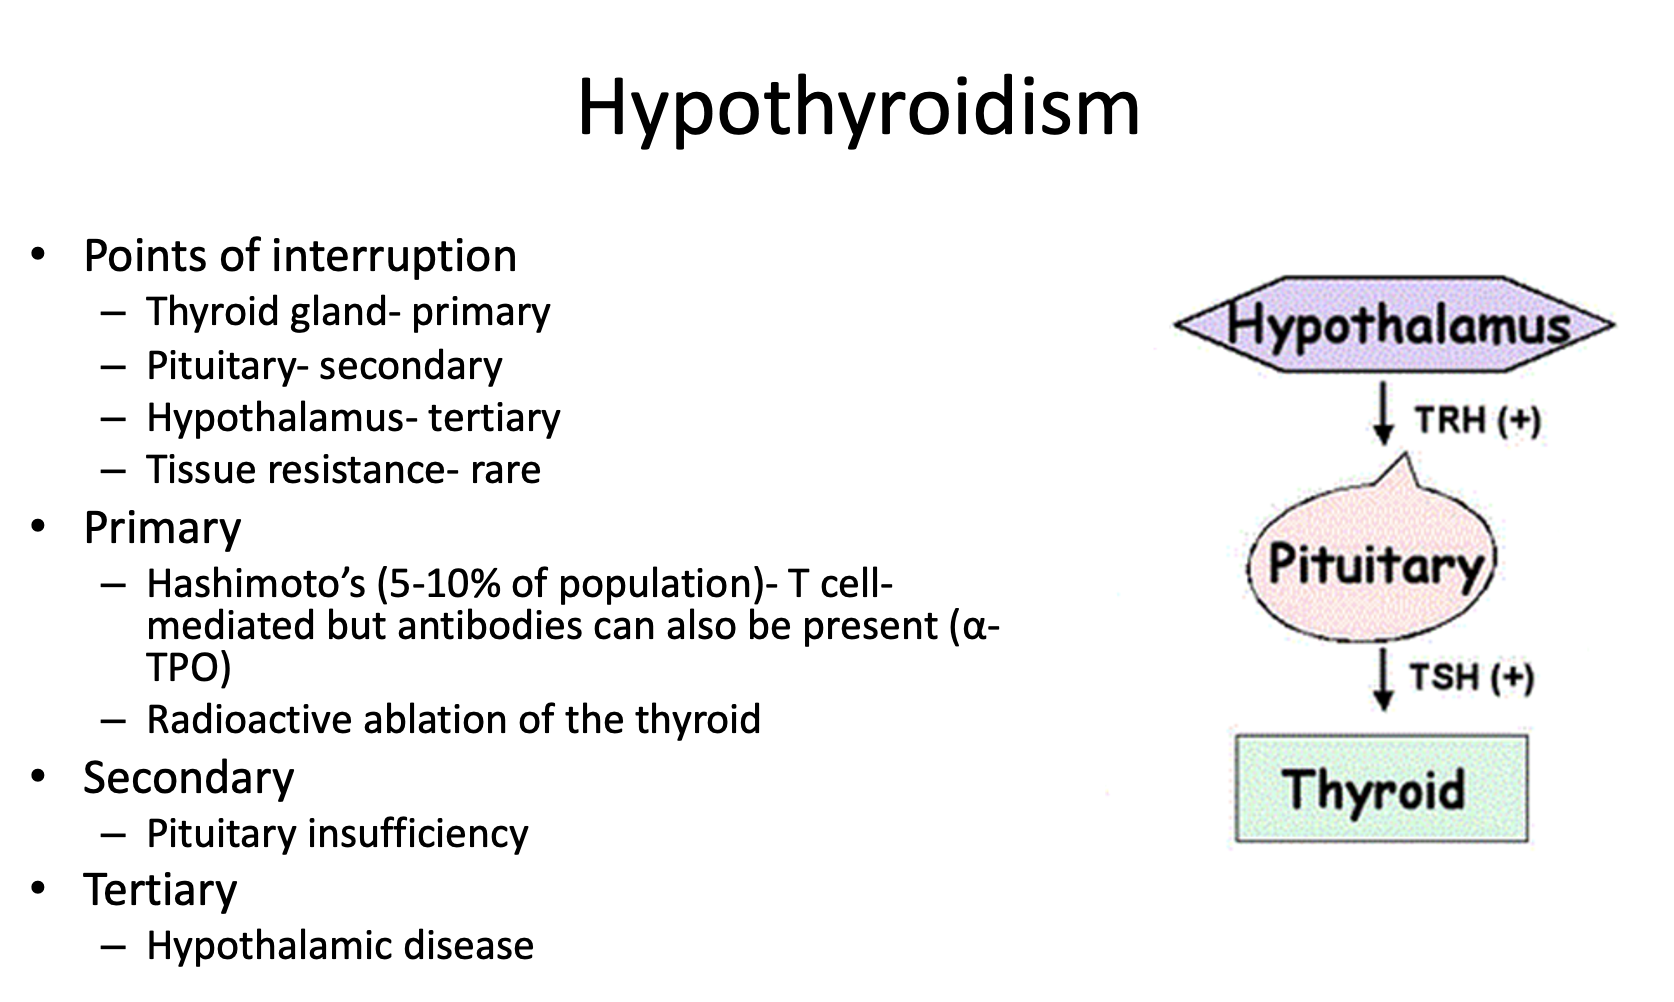 Hypothyroidism
• Points of interruption
– Thyroid gland- primary
– Pituitary- secondary
– Hypothalamus- tertiary
– Tissue resistance- rare
• Primary
– Hashimoto’s (5-10% of population)- T cell-
mediated but antibodies can also be present (α-
TPO)
– Radioactive ablation of the thyroid
• Secondary
– Pituitary insufficiency
• Tertiary
– Hypothalamic disease
Hypothalamus
TRH (+)
Pituitary
TSH (+)
Thyroid